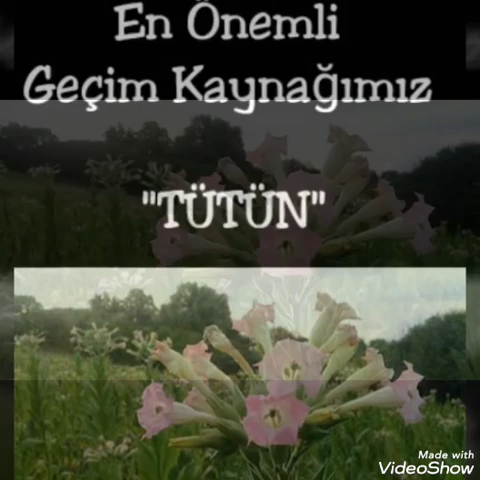 En Önemli
Geçim Kaynağımız
"TÜTÜN"
Made with
VideoShow